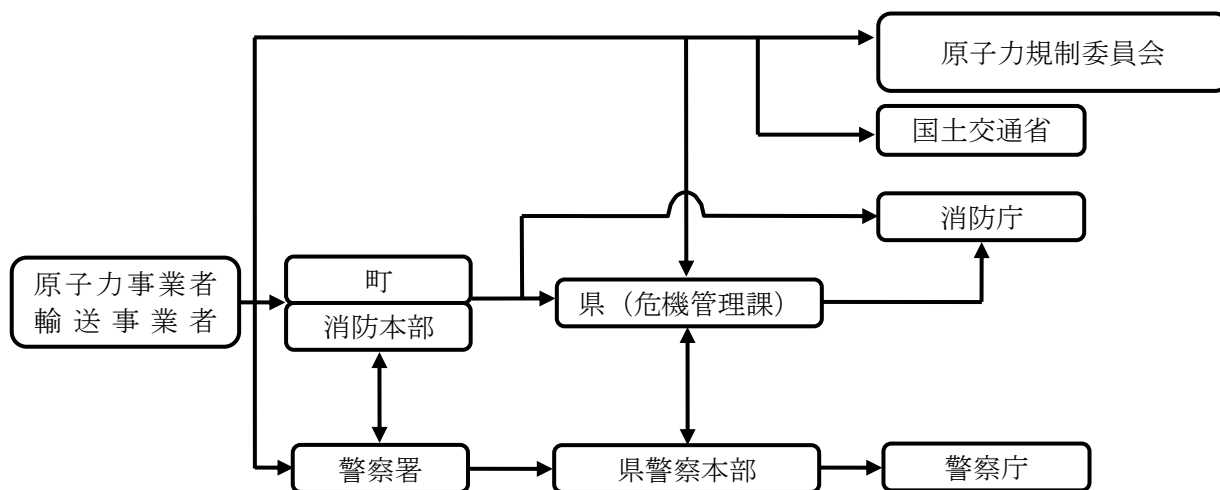 原子力規制委員会
国土交通省
消防庁
原子力事業者
輸送事業者
町
消防本部
県（危機管理課）
警察署
県警察本部
警察庁